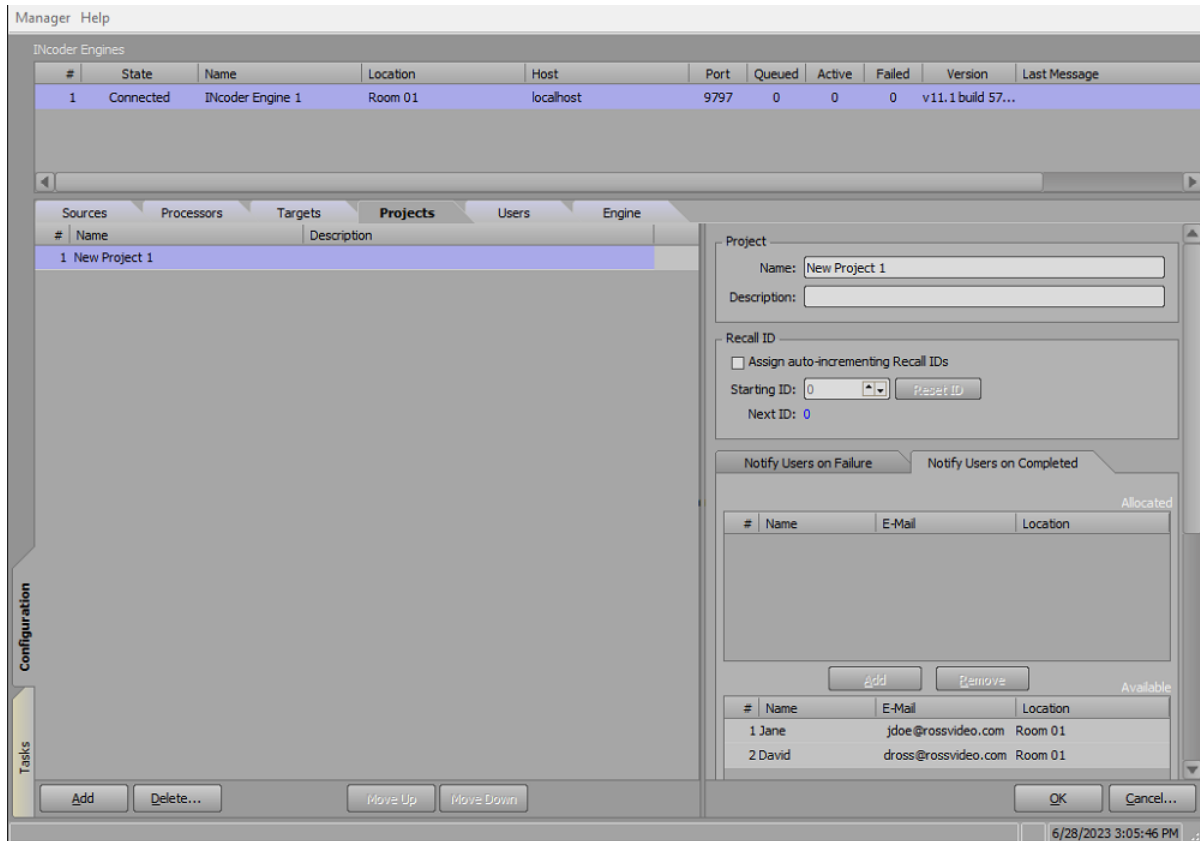 Manager Help
INcoder Engines
# State Name Location Host Port Queued Active Failed Version Last Message
1 Connected INcoder Engine 1 Room 01 localhost 9797 0 0 0 v11.1 build 57...
Sources Processors Targets Projects Users Engine
# Name Description
1 New Project 1
Project
Name: New Project 1
Description:
Recall ID
Assign auto-incrementing Recall IDs
Starting ID: 0 Reset ID
Next ID: 0
Notify Users on Failure Notify Users on Completed
Allocated
# Name E-Mail Location
Add Remove
Available
# Name E-Mail Location
1 Jane jdoe@rossvideo.com Room 01
2 David dross@rossvideo.com Room 01
Configuration
Tasks
Add Delete... Move Up Move Down OK Cancel...
6/28/2023 3:05:46 PM